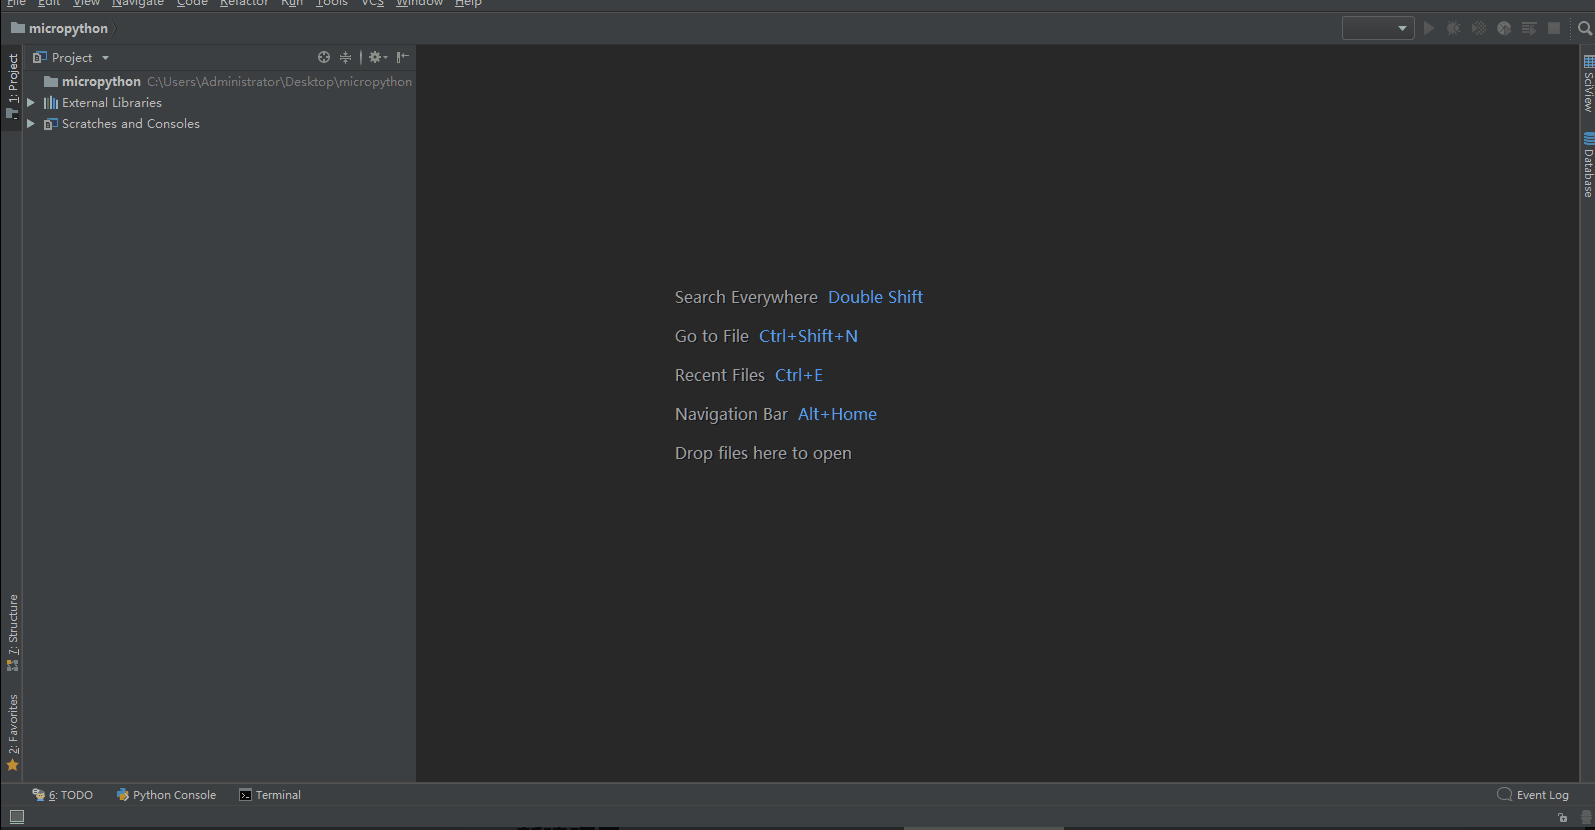 File Edit View Navigate Code Refactor Run Tools VCS Window Help
micropython
1: Project
Project
micropython C:\Users\Administrator\Desktop\micropython
External Libraries
Scratches and Consoles
Search Everywhere Double Shift
Go to File Ctrl+Shift+N
Recent Files Ctrl+E
Navigation Bar Alt+Home
Drop files here to open
SciView
Database
7: Structure
2: Favorites
6: TODO Python Console Terminal Event Log